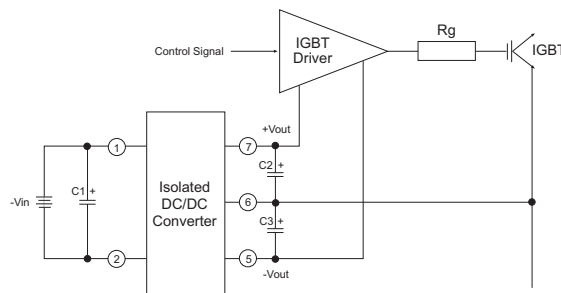 Rg
IGBT
Driver
Control Signal
IGBT
+Vout
1
7
C1 +
C2 +
-Vin
Isolated
DC/DC
Converter
6
C3 +
2
5
-Vout